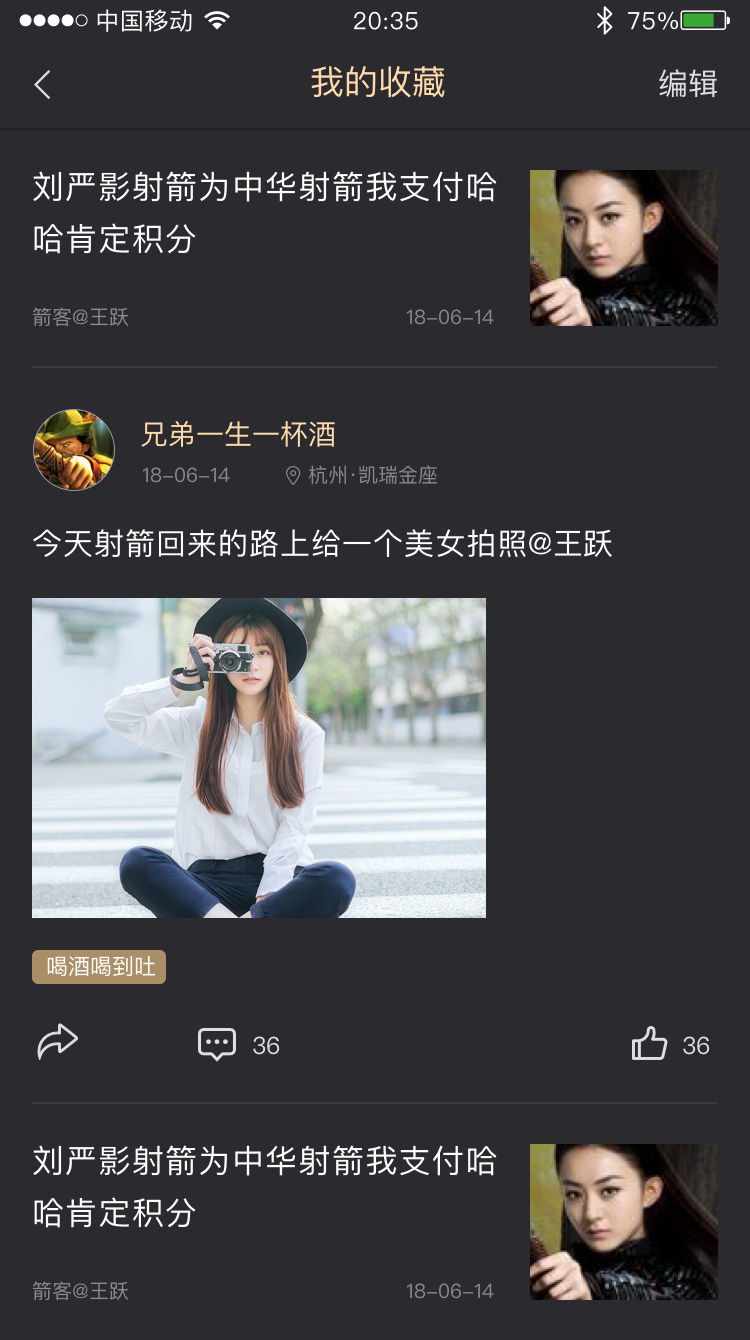 中国移动 20:35 75%
我的收藏 编辑
刘严影射箭为中华射箭我支付哈
哈肯定积分
箭客@王跃 18-06-14
兄弟一生一杯酒
18-06-14 杭州·凯瑞金座
今天射箭回来的路上给一个美女拍照@王跃
喝酒喝到吐
36 36
刘严影射箭为中华射箭我支付哈
哈肯定积分
箭客@王跃 18-06-14